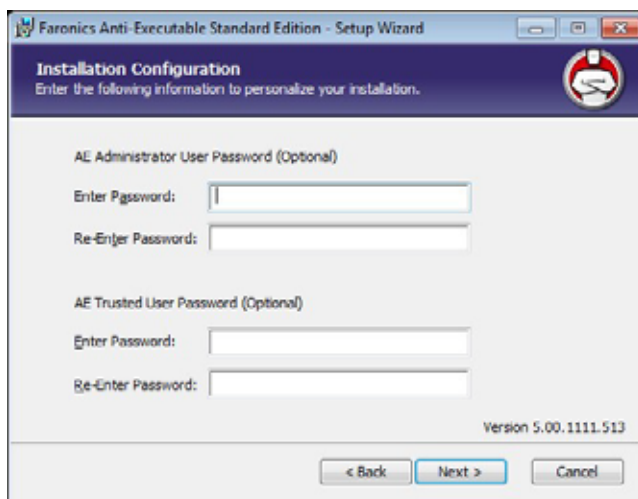 Faronics Anti-Executable Standard Edition - Setup Wizard
Installation Configuration
Enter the following information to personalize your installation.
AE Administrator User Password (Optional)
Enter Password:
Re-Enter Password:
AE Trusted User Password (Optional)
Enter Password:
Re-Enter Password:
Version 5.00.1111.513
< Back Next > Cancel